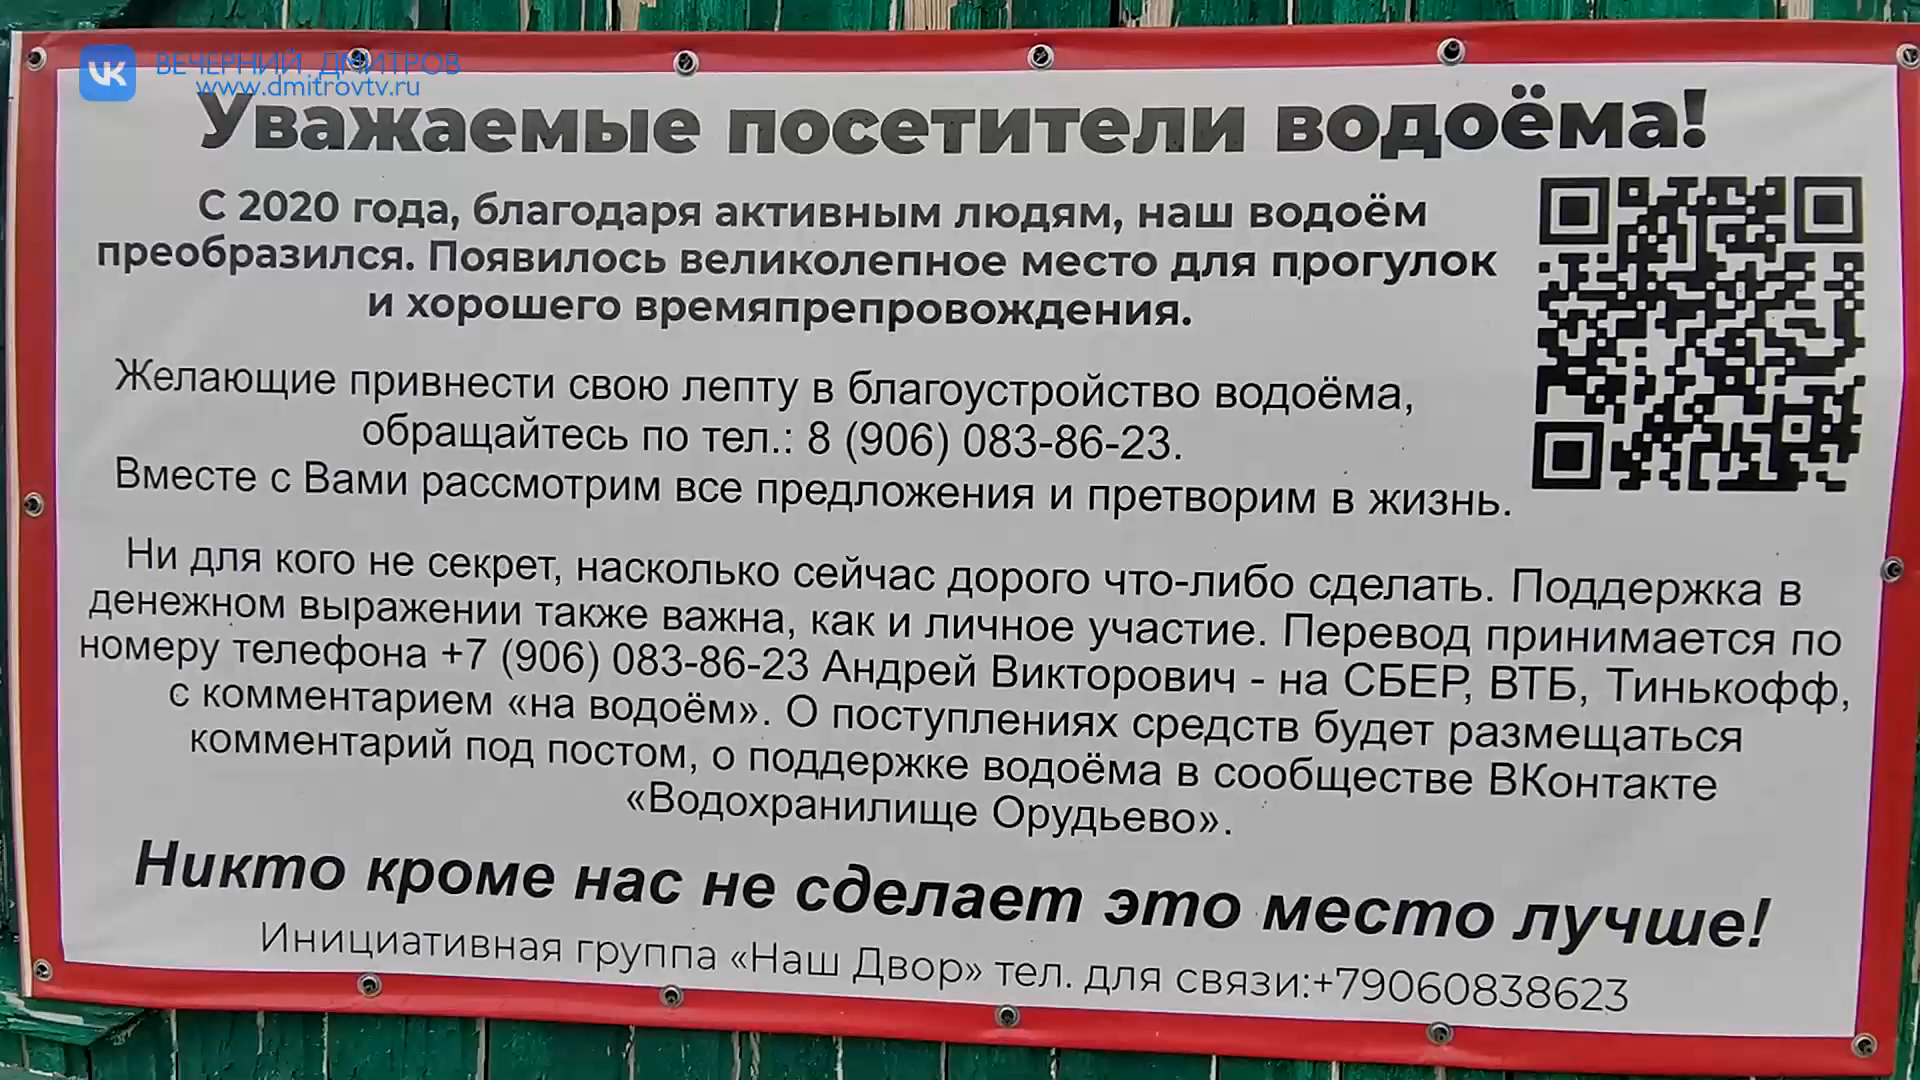 ВЕЧЕРНИЙ ДМИТРОВ
www.dmitrovtv.ru
Уважаемые посетители водоёма!
С 2020 года, благодаря активным людям, наш водоём
преобразился. Появилось великолепное место для прогулок
и хорошего времяпрепровождения.
Желающие привнести свою лепту в благоустройство водоёма,
обращайтесь по тел.: 8 (906) 083-86-23.
Вместе с Вами рассмотрим все предложения и претворим в жизнь.
Ни для кого не секрет, насколько сейчас дорого что-либо сделать. Поддержка в
денежном выражении также важна, как и личное участие. Перевод принимается по
номеру телефона +7 (906) 083-86-23 Андрей Викторович - на СБЕР, ВТБ, Тинькофф,
с комментарием «на водоём». О поступлениях средств будет размещаться
комментарий под постом, о поддержке водоёма в сообществе ВКонтакте
«Водохранилище Орудьево».
Никто кроме нас не сделает это место лучше!
Инициативная группа «Наш Двор» тел. для связи:+79060838623